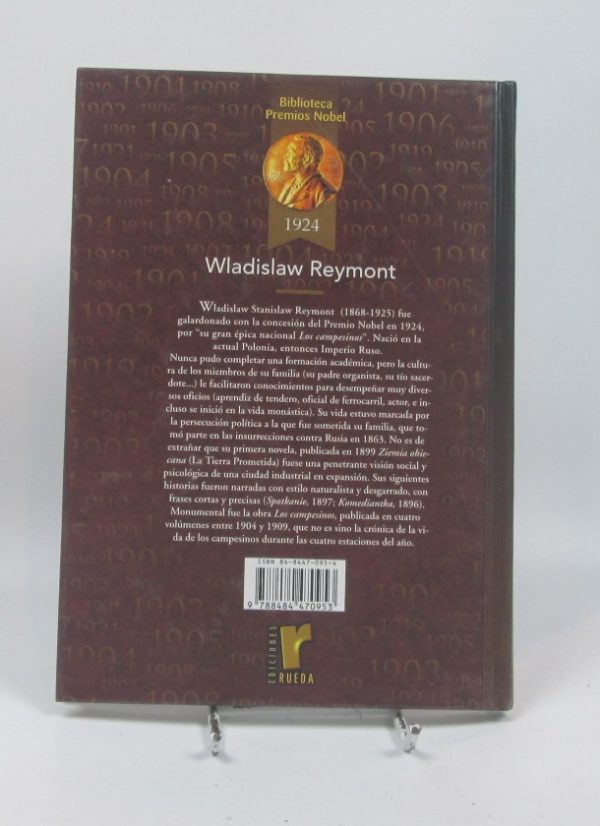 Biblioteca
Premios Nobel
1924
Wladislaw Reymont
Wladislaw Stanislaw Reymont (1868-1925) fue
galardonado con la concesión del Premio Nobel en 1924,
por "su gran épica nacional Los campesinos". Nació en la
actual Polonia, entonces Imperio Ruso.
Nunca pudo completar una formación académica, pero la cultu-
ra de los miembros de su familia (su padre organista, su tío sacer-
dote...) le facilitaron conocimientos para desempeñar muy diver-
sos oficios (aprendiz de tendero, oficial de ferrocarril, actor, e in-
cluso se inició en la vida monástica). Su vida estuvo marcada por
la persecución política a la que fue sometida su familia, que to-
mó parte en las insurrecciones contra Rusia en 1863. No es de
extrañar que su primera novela, publicada en 1899 Ziemia obie-
cana (La Tierra Prometida) fuese una penetrante visión social y
psicológica de una ciudad industrial en expansión. Sus siguientes
historias fueron narradas con estilo naturalista y desgarrado, con
frases cortas y precisas (Spotkanie, 1897; Komediantka, 1896).
Monumental fue la obra Los campesinos, publicada en cuatro
volúmenes entre 1904 y 1909, que no es sino la crónica de la vi-
da de los campesinos durante las cuatro estaciones del año.
ISBN 84-8447-095-4
9 788484 470953
EDICIONES
RUEDA